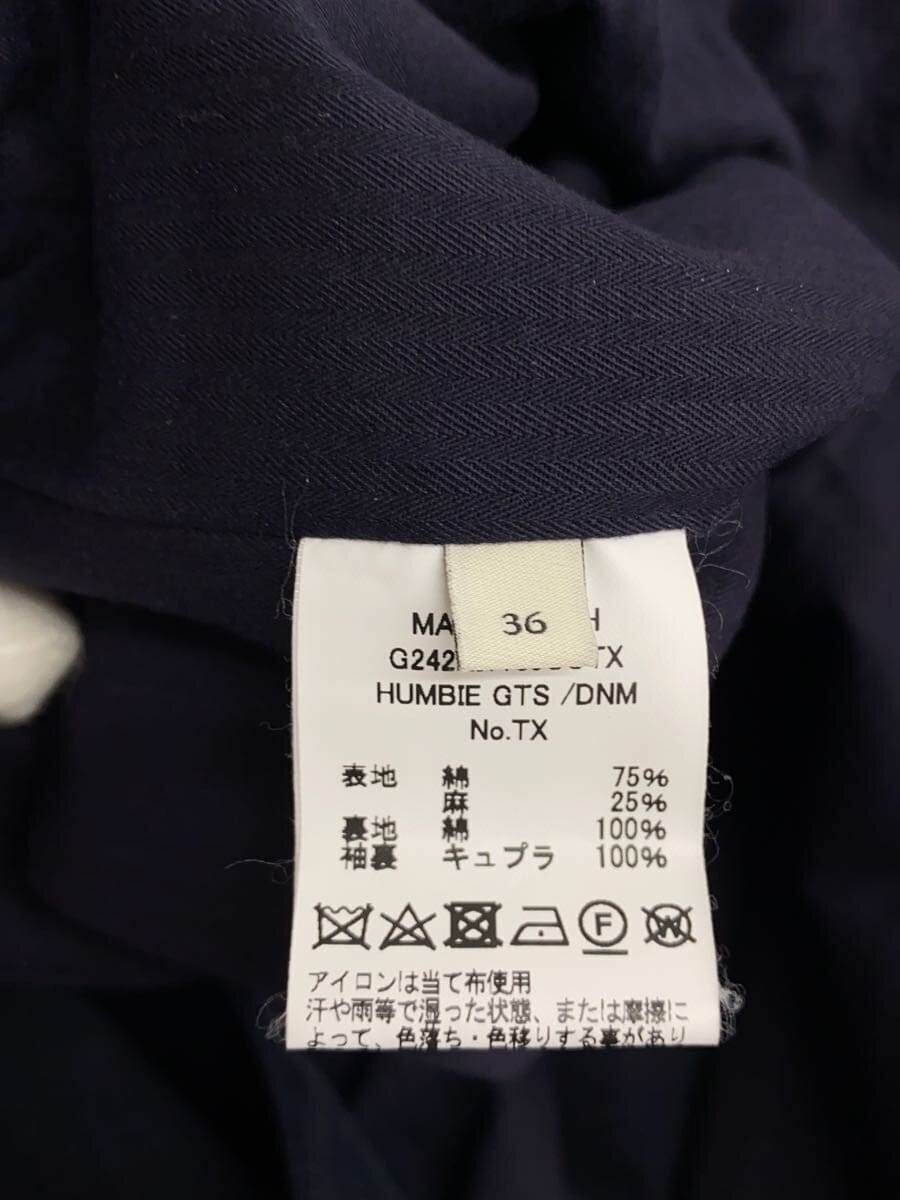 36
HUMBIE GTS /DNM
No.TX
表地 綿 75%
麻 25%
裏地 綿 100%
袖裏 キュプラ 100%
F W
アイロンは当て布使用
汗や雨等で湿った状態、または摩擦に
よって、色落ち・色移りする事があり